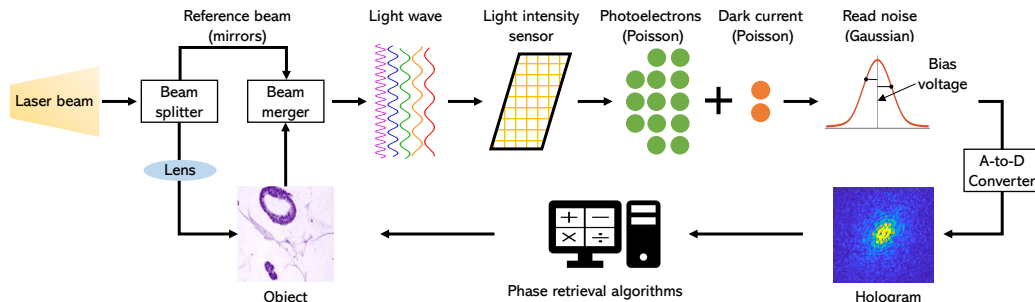 Reference beam
(mirrors)
Light wave
Light intensity
sensor
Photoelectrons
(Poisson)
Dark current
(Poisson)
Read noise
(Gaussian)
Bias
voltage
Laser beam
Beam
splitter
Beam
merger
+
Lens
A-to-D
Converter
+ −
× ÷
Object
Phase retrieval algorithms
Hologram